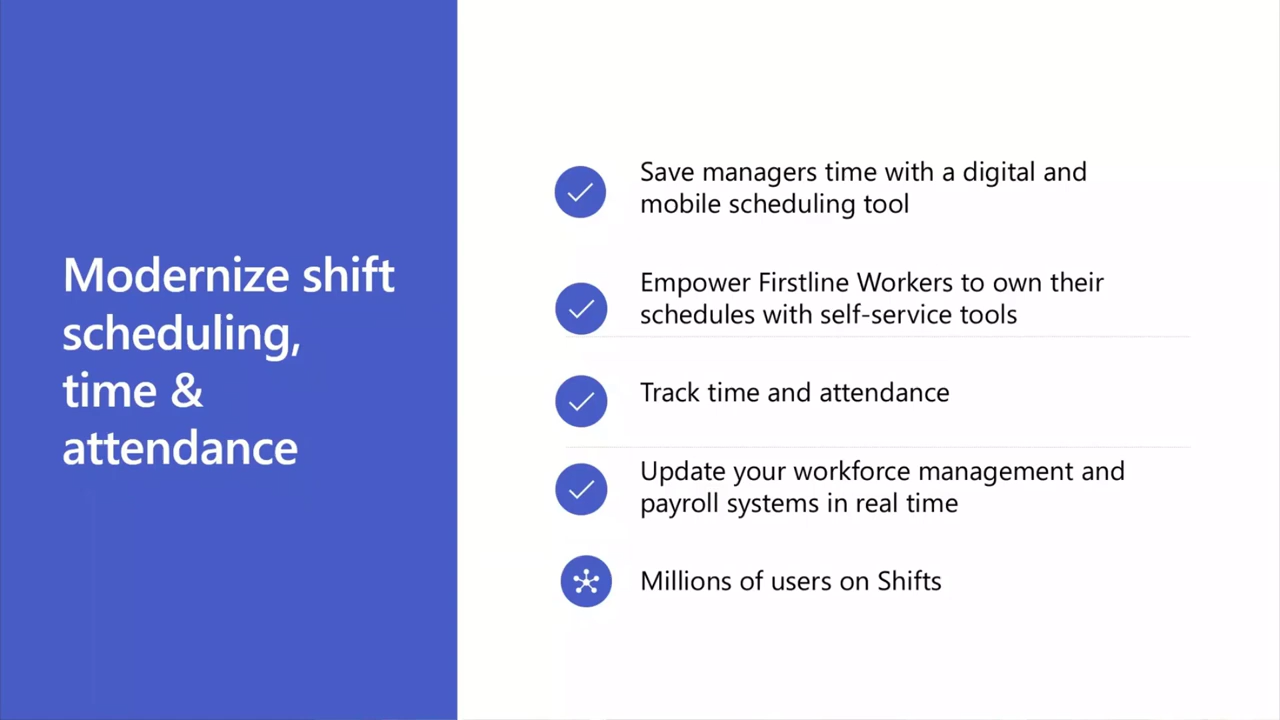 Modernize shift
scheduling,
time &
attendance
Save managers time with a digital and
mobile scheduling tool
Empower Firstline Workers to own their
schedules with self-service tools
Track time and attendance
Update your workforce management and
payroll systems in real time
Millions of users on Shifts